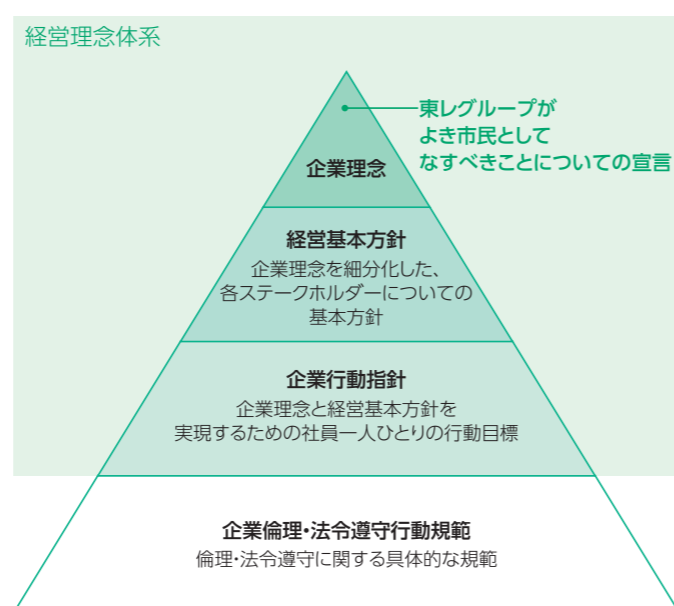 経営理念体系
東レグループが
よき市民として
なすべきことについての宣言
企業理念
経営基本方針
企業理念を細分化した、
各ステークホルダーについての
基本方針
企業行動指針
企業理念と経営基本方針を
実現するための社員一人ひとりの行動目標
企業倫理・法令遵守行動規範
倫理・法令遵守に関する具体的な規範